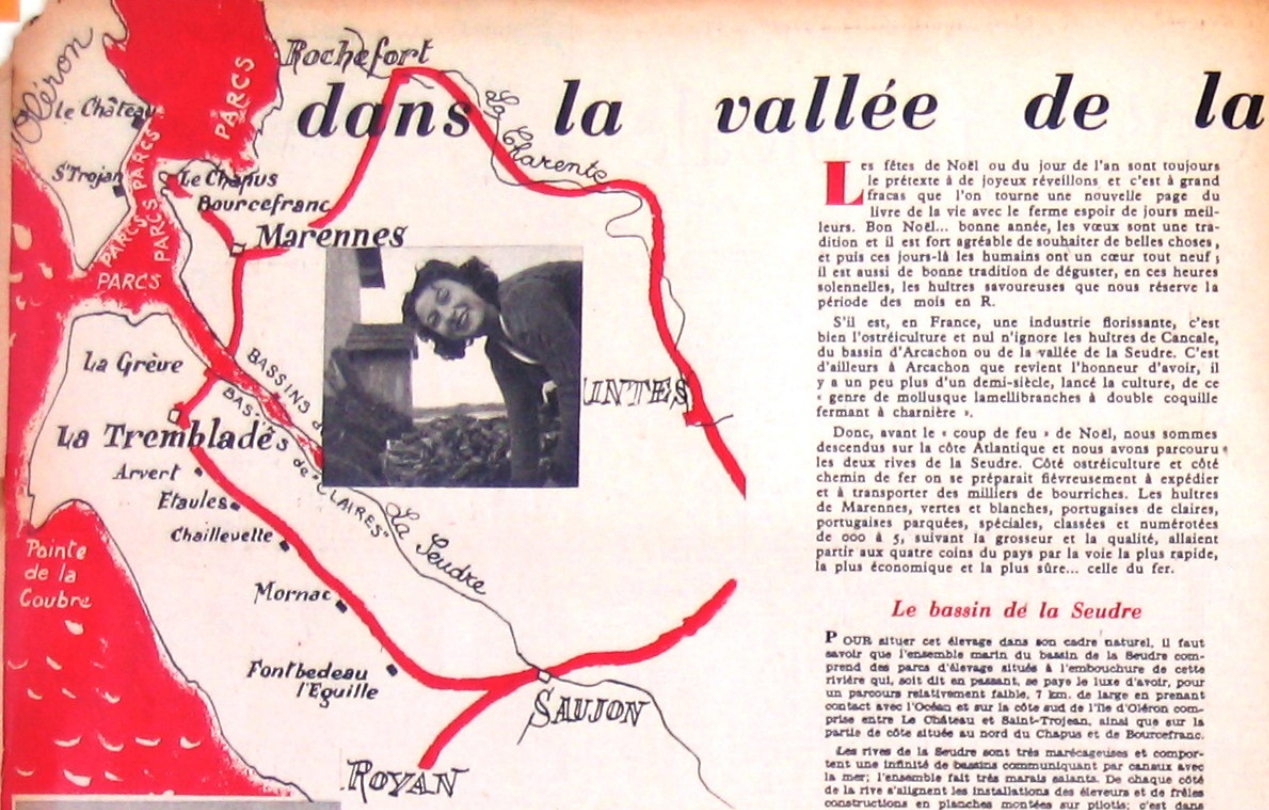 dans la vallée de la
Oléron
Le Château
St Trojan
PARCS
PARCS
PARCS
PARCS
PARCS
PARCS
Rochefort
La Charente
Le Chapus
Bourcefranc
Marennes
La Grève
BASSINS
BAS
de "CLAIRES"
La Tremblade
Arvert
Etaules
Chaillevette
La Seudre
Mornac
Fontbedeau
l'Eguille
UINTES
SAUJON
ROYAN
Pointe
de la
Coubre
Les fêtes de Noël ou du jour de l'an sont toujours
le prétexte à de joyeux réveillons et c'est à grand
fracas que l'on tourne une nouvelle page du
livre de la vie avec le ferme espoir de jours meil-
leurs. Bon Noël... bonne année, les vœux sont une tra-
dition et il est fort agréable de souhaiter de belles choses,
et puis ces jours-là les humains ont un cœur tout neuf ;
il est aussi de bonne tradition de déguster, en ces heures
solennelles, les huîtres savoureuses que nous réserve la
période des mois en R.
S'il est, en France, une industrie florissante, c'est
bien l'ostréiculture et nul n'ignore les huîtres de Cancale,
du bassin d'Arcachon ou de la vallée de la Seudre. C'est
d'ailleurs à Arcachon que revient l'honneur d'avoir, il
y a un peu plus d'un demi-siècle, lancé la culture, de ce
« genre de mollusque lamellibranches à double coquille
fermant à charnière ».
Donc, avant le « coup de feu » de Noël, nous sommes
descendus sur la côte Atlantique et nous avons parcouru
les deux rives de la Seudre. Côté ostréiculture et côté
chemin de fer on se préparait fiévreusement à expédier
et à transporter des milliers de bourriches. Les huîtres
de Marennes, vertes et blanches, portugaises de claires,
portugaises parquées, spéciales, classées et numérotées
de 000 à 5, suivant la grosseur et la qualité, allaient
partir aux quatre coins du pays par la voie la plus rapide,
la plus économique et la plus sûre... celle du fer.
Le bassin de la Seudre
POUR situer cet élevage dans son cadre naturel, il faut
savoir que l'ensemble marin du bassin de la Seudre com-
prend des parcs d'élevage situés à l'embouchure de cette
rivière qui, soit dit en passant, se paye le luxe d'avoir, pour
un parcours relativement faible, 7 km. de large en prenant
contact avec l'Océan et sur la côte sud de l'île d'Oléron com-
prise entre Le Château et Saint-Trojan, ainsi que sur la
partie de côte située au nord du Chapus et de Bourcefranc.
Les rives de la Seudre sont très marécageuses et compor-
tent une infinité de bassins communiquant par canaux avec
la mer; l'ensemble fait très marais salants. De chaque côté
de la rive s'alignent les installations des éleveurs et de frêles
constructions en planches montées sur pilotis; c'est dans